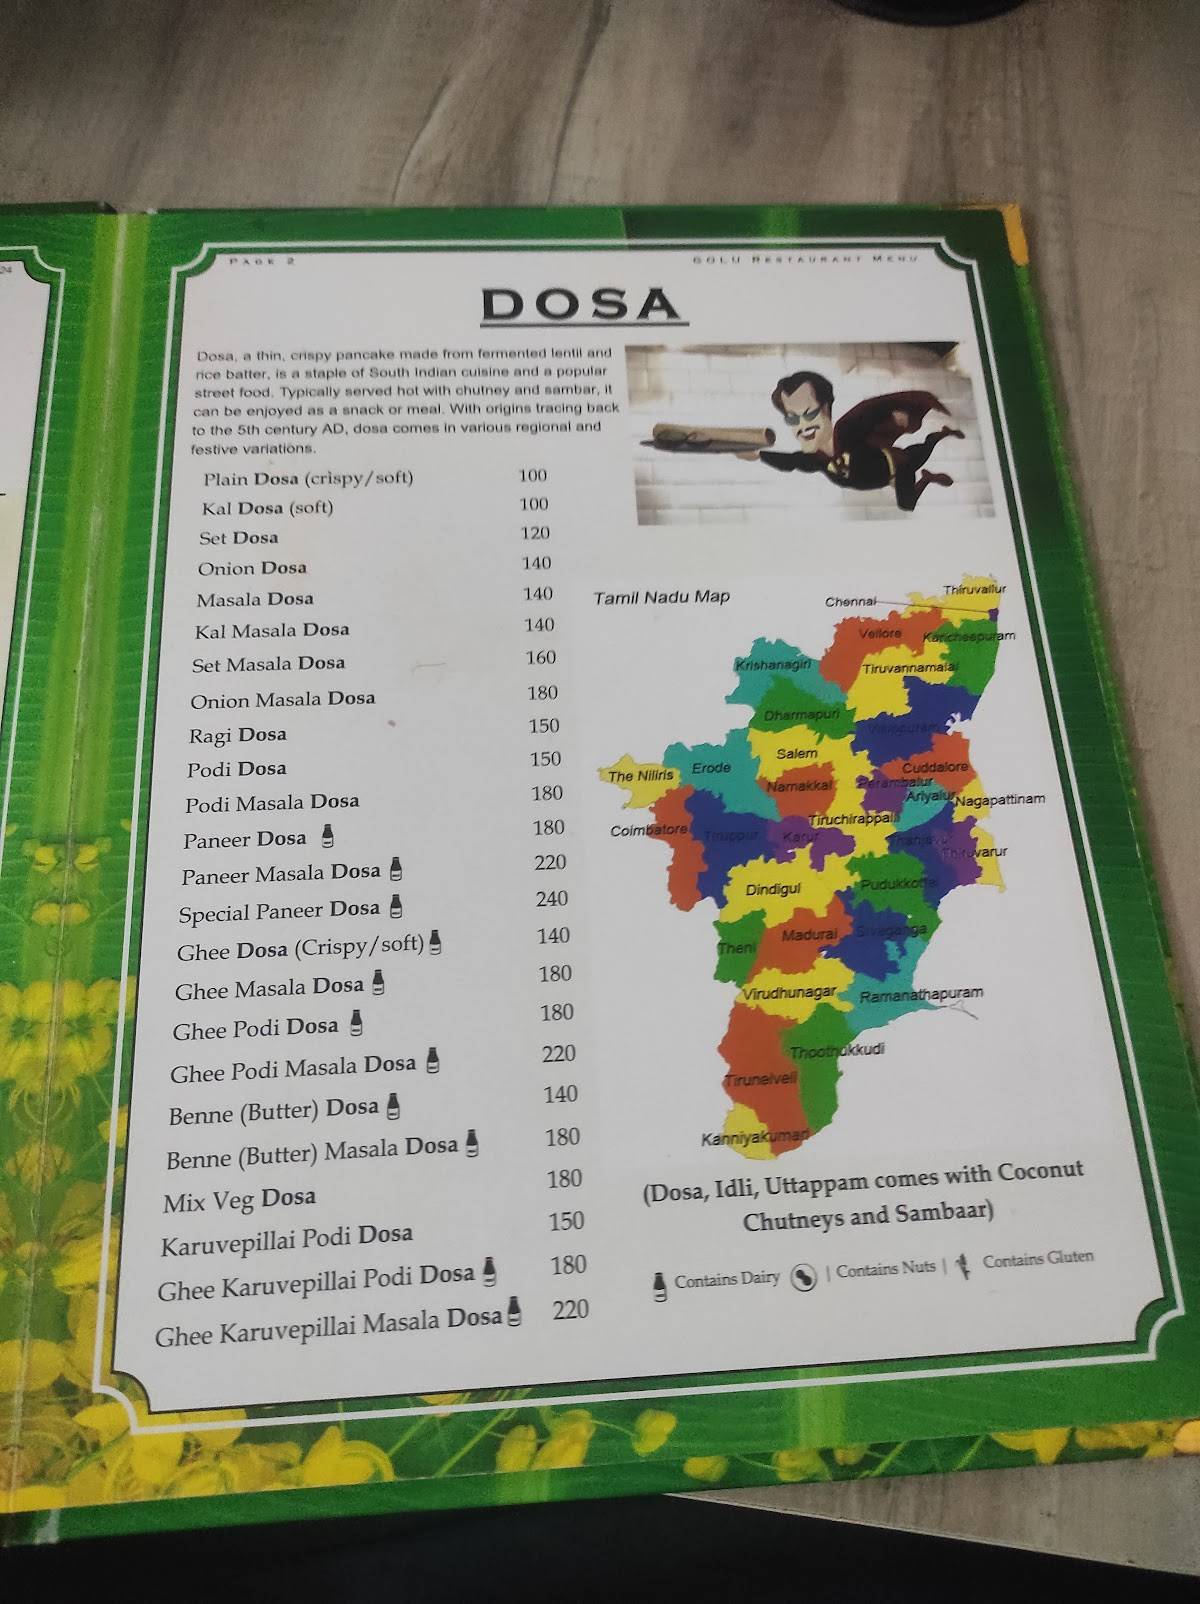 24
PAGE 2
GOLU RESTAURANT MENU
DOSA
Dosa, a thin, crispy pancake made from fermented lentil and
rice batter, is a staple of South Indian cuisine and a popular
street food. Typically served hot with chutney and sambar, it
can be enjoyed as a snack or meal. With origins tracing back
to the 5th century AD, dosa comes in various regional and
festive variations.
Plain Dosa (crispy/soft) 100
Kal Dosa (soft) 100
Set Dosa 120
Onion Dosa 140
Masala Dosa 140
Kal Masala Dosa 140
Set Masala Dosa 160
Onion Masala Dosa 180
Ragi Dosa 150
Podi Dosa 150
Podi Masala Dosa 180
Paneer Dosa 180
Paneer Masala Dosa 220
Special Paneer Dosa 240
Ghee Dosa (Crispy/soft) 140
Ghee Masala Dosa 180
Ghee Podi Dosa 180
Ghee Podi Masala Dosa 220
Benne (Butter) Dosa 140
Benne (Butter) Masala Dosa 180
Mix Veg Dosa 180
Karuvepillai Podi Dosa 150
Ghee Karuvepillai Podi Dosa 180
Ghee Karuvepillai Masala Dosa 220
Tamil Nadu Map
Thiruvallur
Chennai
Vellore
Kancheepuram
Krishanagiri
Tiruvannamalai
Dharmapuri
Villuppuram
Salem
The Niliris
Erode
Cuddalore
Namakkal
Perambalur
Ariyalur
Nagapattinam
Tiruchirappalli
Coimbatore
Tiruppur
Karur
Thanjavur
Thiruvarur
Dindigul
Pudukkottai
Theni
Madurai
Sivaganga
Virudhunagar
Ramanathapuram
Thoothukkudi
Tirunelveli
Kanniyakumari
(Dosa, Idli, Uttappam comes with Coconut
Chutneys and Sambaar)
Contains Dairy | Contains Nuts | Contains Gluten